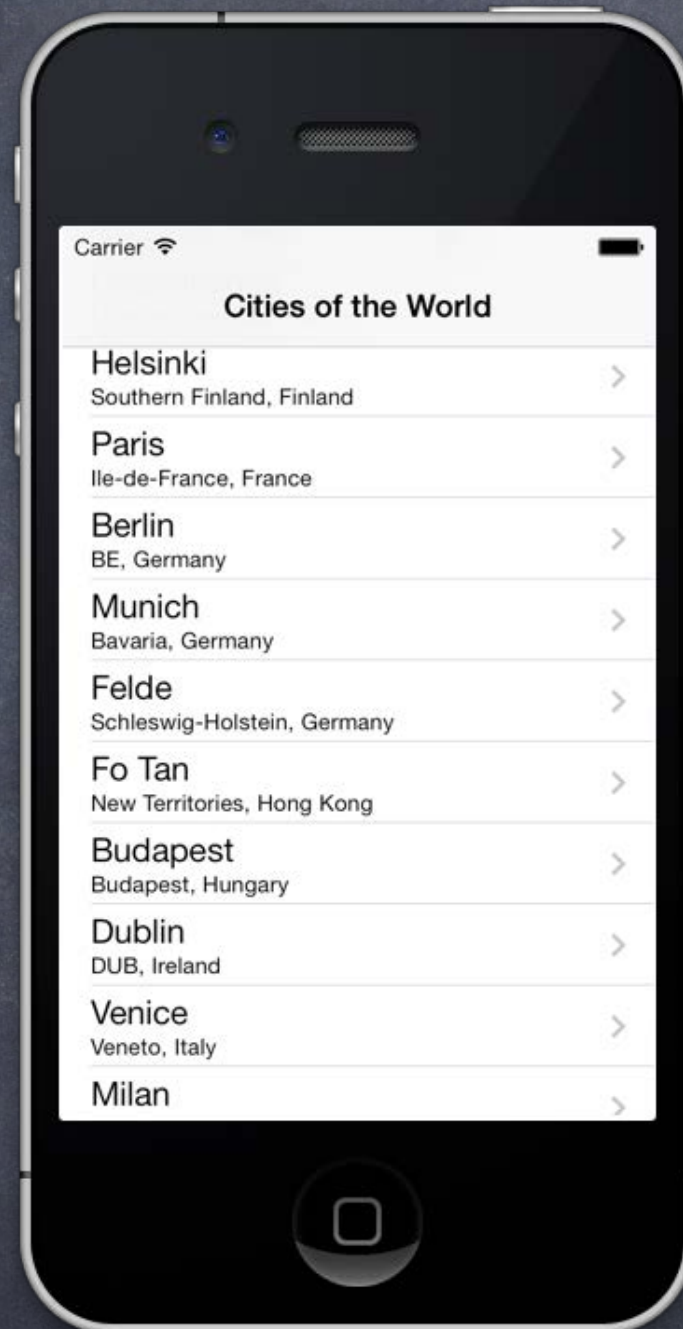 Carrier
Cities of the World
Helsinki
Southern Finland, Finland
Paris
Ile-de-France, France
Berlin
BE, Germany
Munich
Bavaria, Germany
Felde
Schleswig-Holstein, Germany
Fo Tan
New Territories, Hong Kong
Budapest
Budapest, Hungary
Dublin
DUB, Ireland
Venice
Veneto, Italy
Milan